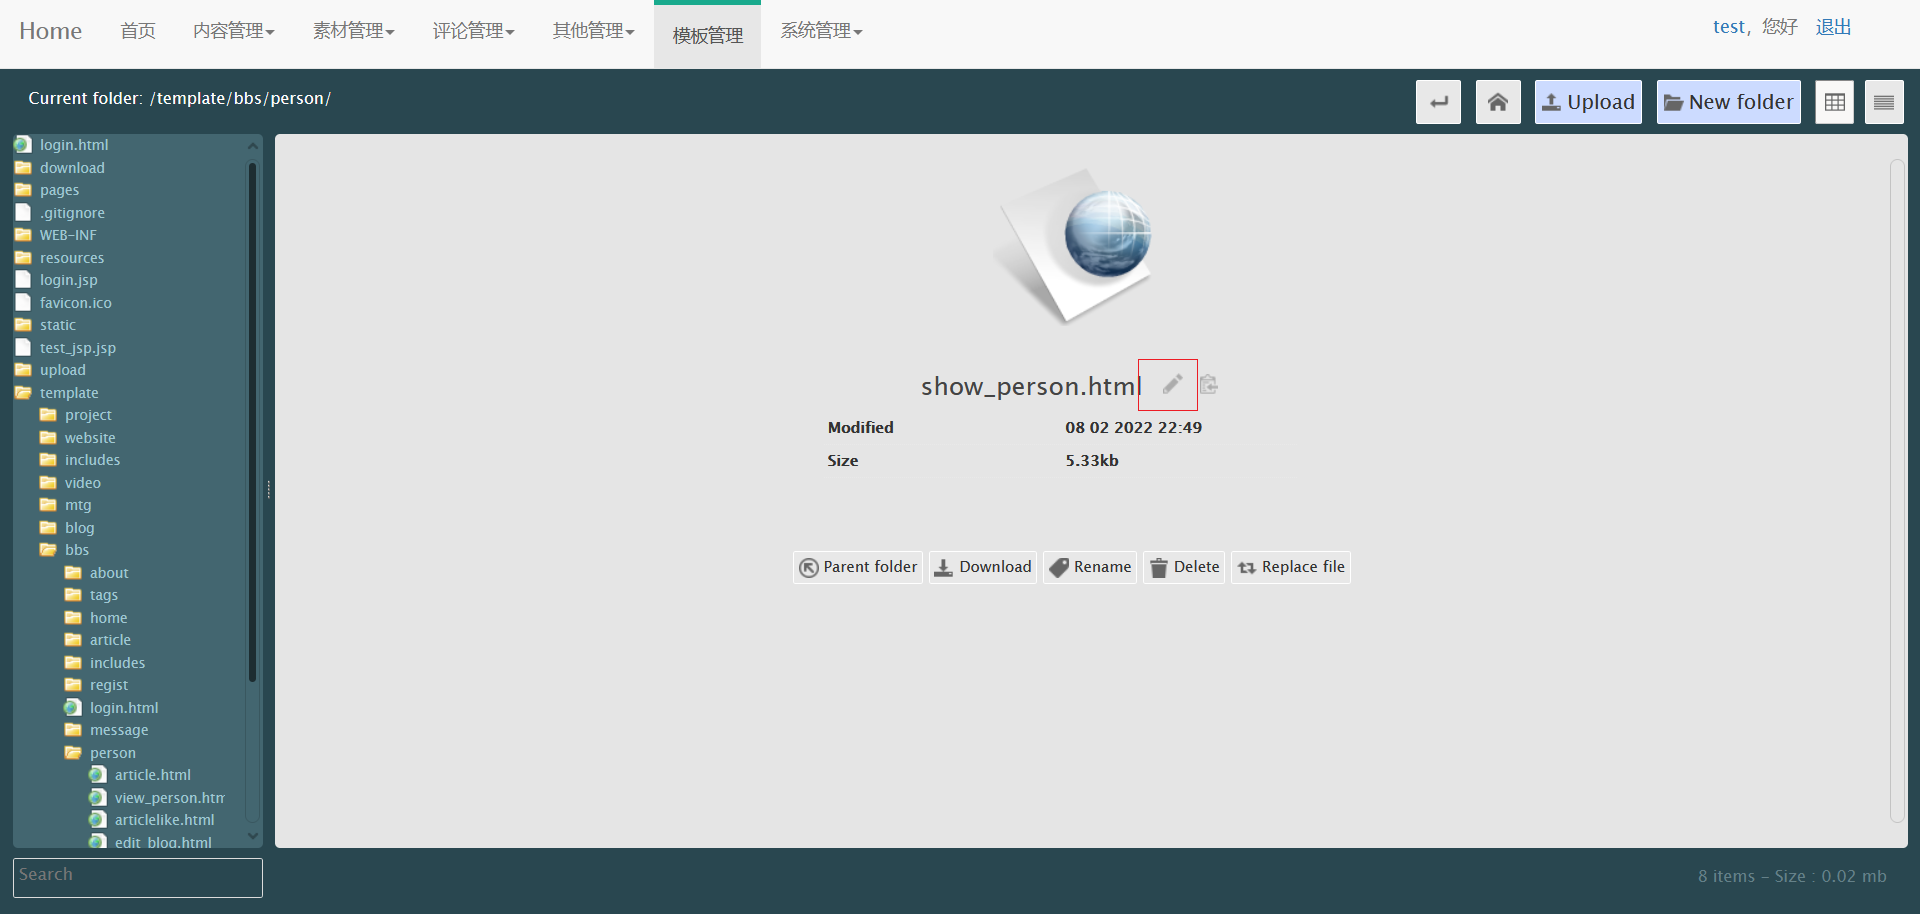 Home 首页 内容管理 素材管理 评论管理 其他管理 模板管理 系统管理 test，您好 退出
Current folder: /template/bbs/person/
Upload
New folder
login.html
download
pages
.gitignore
WEB-INF
resources
login.jsp
favicon.ico
static
test_jsp.jsp
upload
template
project
website
includes
video
mtg
blog
bbs
about
tags
home
article
includes
regist
login.html
message
person
article.html
view_person.htm
articlelike.html
edit_blog.html
Search
show_person.html
Modified 08 02 2022 22:49
Size 5.33kb
Parent folder Download Rename Delete Replace file
8 items - Size : 0.02 mb